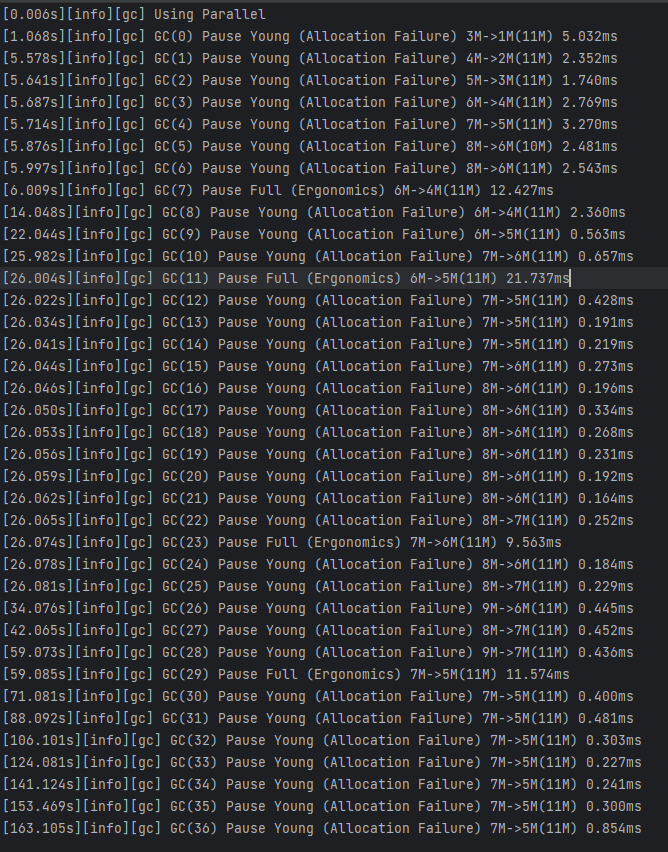 [0.006s][info][gc] Using Parallel
[1.068s][info][gc] GC(0) Pause Young (Allocation Failure) 3M->1M(11M) 5.032ms
[5.578s][info][gc] GC(1) Pause Young (Allocation Failure) 4M->2M(11M) 2.352ms
[5.641s][info][gc] GC(2) Pause Young (Allocation Failure) 5M->3M(11M) 1.740ms
[5.687s][info][gc] GC(3) Pause Young (Allocation Failure) 6M->4M(11M) 2.769ms
[5.714s][info][gc] GC(4) Pause Young (Allocation Failure) 7M->5M(11M) 3.270ms
[5.876s][info][gc] GC(5) Pause Young (Allocation Failure) 8M->6M(10M) 2.481ms
[5.997s][info][gc] GC(6) Pause Young (Allocation Failure) 8M->6M(11M) 2.543ms
[6.009s][info][gc] GC(7) Pause Full (Ergonomics) 6M->4M(11M) 12.427ms
[14.048s][info][gc] GC(8) Pause Young (Allocation Failure) 6M->4M(11M) 2.360ms
[22.044s][info][gc] GC(9) Pause Young (Allocation Failure) 6M->5M(11M) 0.563ms
[25.982s][info][gc] GC(10) Pause Young (Allocation Failure) 7M->6M(11M) 0.657ms
[26.004s][info][gc] GC(11) Pause Full (Ergonomics) 6M->5M(11M) 21.737ms
[26.022s][info][gc] GC(12) Pause Young (Allocation Failure) 7M->5M(11M) 0.428ms
[26.034s][info][gc] GC(13) Pause Young (Allocation Failure) 7M->5M(11M) 0.191ms
[26.041s][info][gc] GC(14) Pause Young (Allocation Failure) 7M->5M(11M) 0.219ms
[26.044s][info][gc] GC(15) Pause Young (Allocation Failure) 7M->6M(11M) 0.273ms
[26.046s][info][gc] GC(16) Pause Young (Allocation Failure) 8M->6M(11M) 0.196ms
[26.050s][info][gc] GC(17) Pause Young (Allocation Failure) 8M->6M(11M) 0.334ms
[26.053s][info][gc] GC(18) Pause Young (Allocation Failure) 8M->6M(11M) 0.268ms
[26.056s][info][gc] GC(19) Pause Young (Allocation Failure) 8M->6M(11M) 0.231ms
[26.059s][info][gc] GC(20) Pause Young (Allocation Failure) 8M->6M(11M) 0.192ms
[26.062s][info][gc] GC(21) Pause Young (Allocation Failure) 8M->6M(11M) 0.164ms
[26.065s][info][gc] GC(22) Pause Young (Allocation Failure) 8M->7M(11M) 0.252ms
[26.074s][info][gc] GC(23) Pause Full (Ergonomics) 7M->6M(11M) 9.563ms
[26.078s][info][gc] GC(24) Pause Young (Allocation Failure) 8M->6M(11M) 0.184ms
[26.081s][info][gc] GC(25) Pause Young (Allocation Failure) 8M->7M(11M) 0.229ms
[34.076s][info][gc] GC(26) Pause Young (Allocation Failure) 9M->6M(11M) 0.445ms
[42.065s][info][gc] GC(27) Pause Young (Allocation Failure) 8M->7M(11M) 0.452ms
[59.073s][info][gc] GC(28) Pause Young (Allocation Failure) 9M->7M(11M) 0.436ms
[59.085s][info][gc] GC(29) Pause Full (Ergonomics) 7M->5M(11M) 11.574ms
[71.081s][info][gc] GC(30) Pause Young (Allocation Failure) 7M->5M(11M) 0.400ms
[88.092s][info][gc] GC(31) Pause Young (Allocation Failure) 7M->5M(11M) 0.481ms
[106.101s][info][gc] GC(32) Pause Young (Allocation Failure) 7M->5M(11M) 0.303ms
[124.081s][info][gc] GC(33) Pause Young (Allocation Failure) 7M->5M(11M) 0.227ms
[141.124s][info][gc] GC(34) Pause Young (Allocation Failure) 7M->5M(11M) 0.241ms
[153.469s][info][gc] GC(35) Pause Young (Allocation Failure) 7M->5M(11M) 0.300ms
[163.105s][info][gc] GC(36) Pause Young (Allocation Failure) 7M->5M(11M) 0.854ms